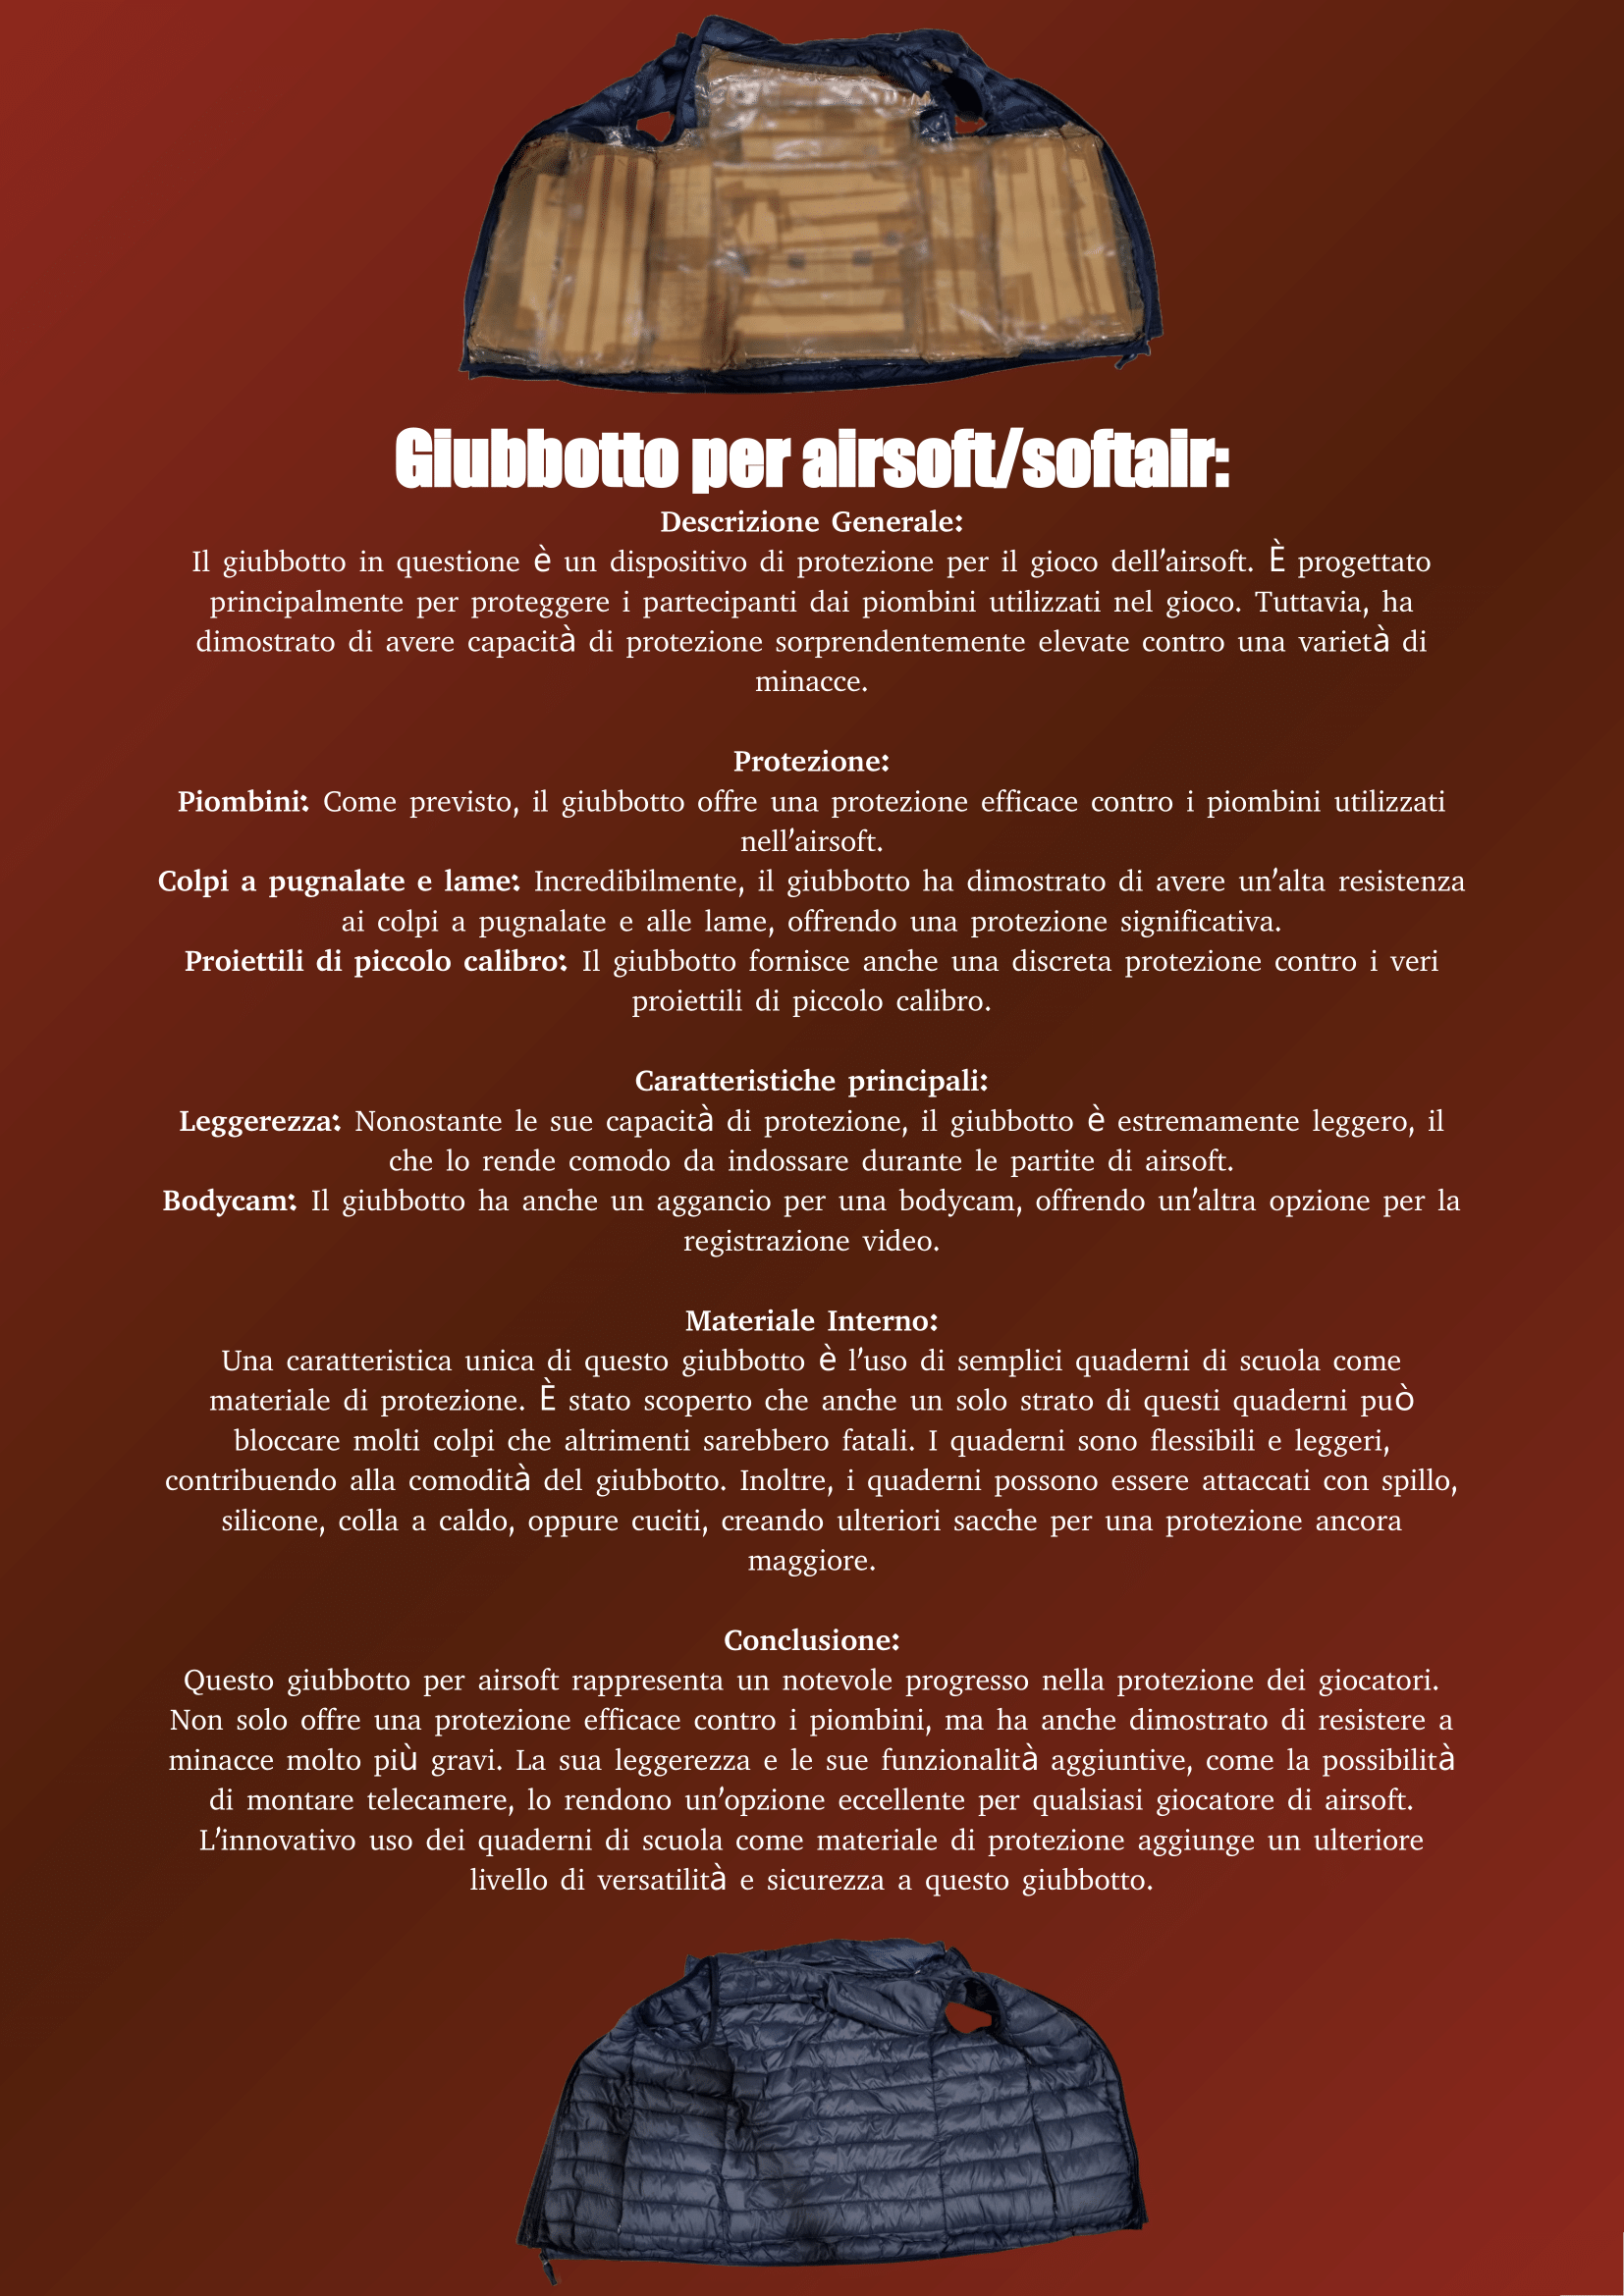 Giubbotto per airsoft/softair:
Descrizione Generale:
Il giubbotto in questione è un dispositivo di protezione per il gioco dell'airsoft. È progettato
principalmente per proteggere i partecipanti dai piombini utilizzati nel gioco. Tuttavia, ha
dimostrato di avere capacità di protezione sorprendentemente elevate contro una varietà di
minacce.
Protezione:
Piombini: Come previsto, il giubbotto offre una protezione efficace contro i piombini utilizzati
nell'airsoft.
Colpi a pugnalate e lame: Incredibilmente, il giubbotto ha dimostrato di avere un'alta resistenza
ai colpi a pugnalate e alle lame, offrendo una protezione significativa.
Proiettili di piccolo calibro: Il giubbotto fornisce anche una discreta protezione contro i veri
proiettili di piccolo calibro.
Caratteristiche principali:
Leggerezza: Nonostante le sue capacità di protezione, il giubbotto è estremamente leggero, il
che lo rende comodo da indossare durante le partite di airsoft.
Bodycam: Il giubbotto ha anche un aggancio per una bodycam, offrendo un'altra opzione per la
registrazione video.
Materiale Interno:
Una caratteristica unica di questo giubbotto è l'uso di semplici quaderni di scuola come
materiale di protezione. È stato scoperto che anche un solo strato di questi quaderni può
bloccare molti colpi che altrimenti sarebbero fatali. I quaderni sono flessibili e leggeri,
contribuendo alla comodità del giubbotto. Inoltre, i quaderni possono essere attaccati con spillo,
silicone, colla a caldo, oppure cuciti, creando ulteriori sacche per una protezione ancora
maggiore.
Conclusione:
Questo giubbotto per airsoft rappresenta un notevole progresso nella protezione dei giocatori.
Non solo offre una protezione efficace contro i piombini, ma ha anche dimostrato di resistere a
minacce molto più gravi. La sua leggerezza e le sue funzionalità aggiuntive, come la possibilità
di montare telecamere, lo rendono un'opzione eccellente per qualsiasi giocatore di airsoft.
L'innovativo uso dei quaderni di scuola come materiale di protezione aggiunge un ulteriore
livello di versatilità e sicurezza a questo giubbotto.